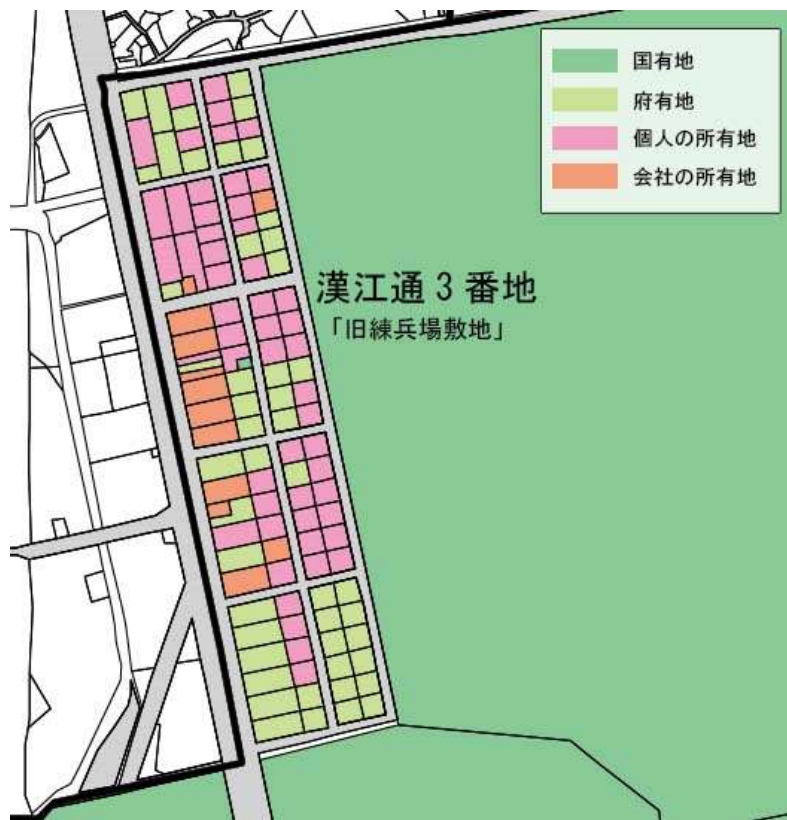 国有地
府有地
個人の所有地
会社の所有地
漢江通3番地
「旧練兵場敷地」